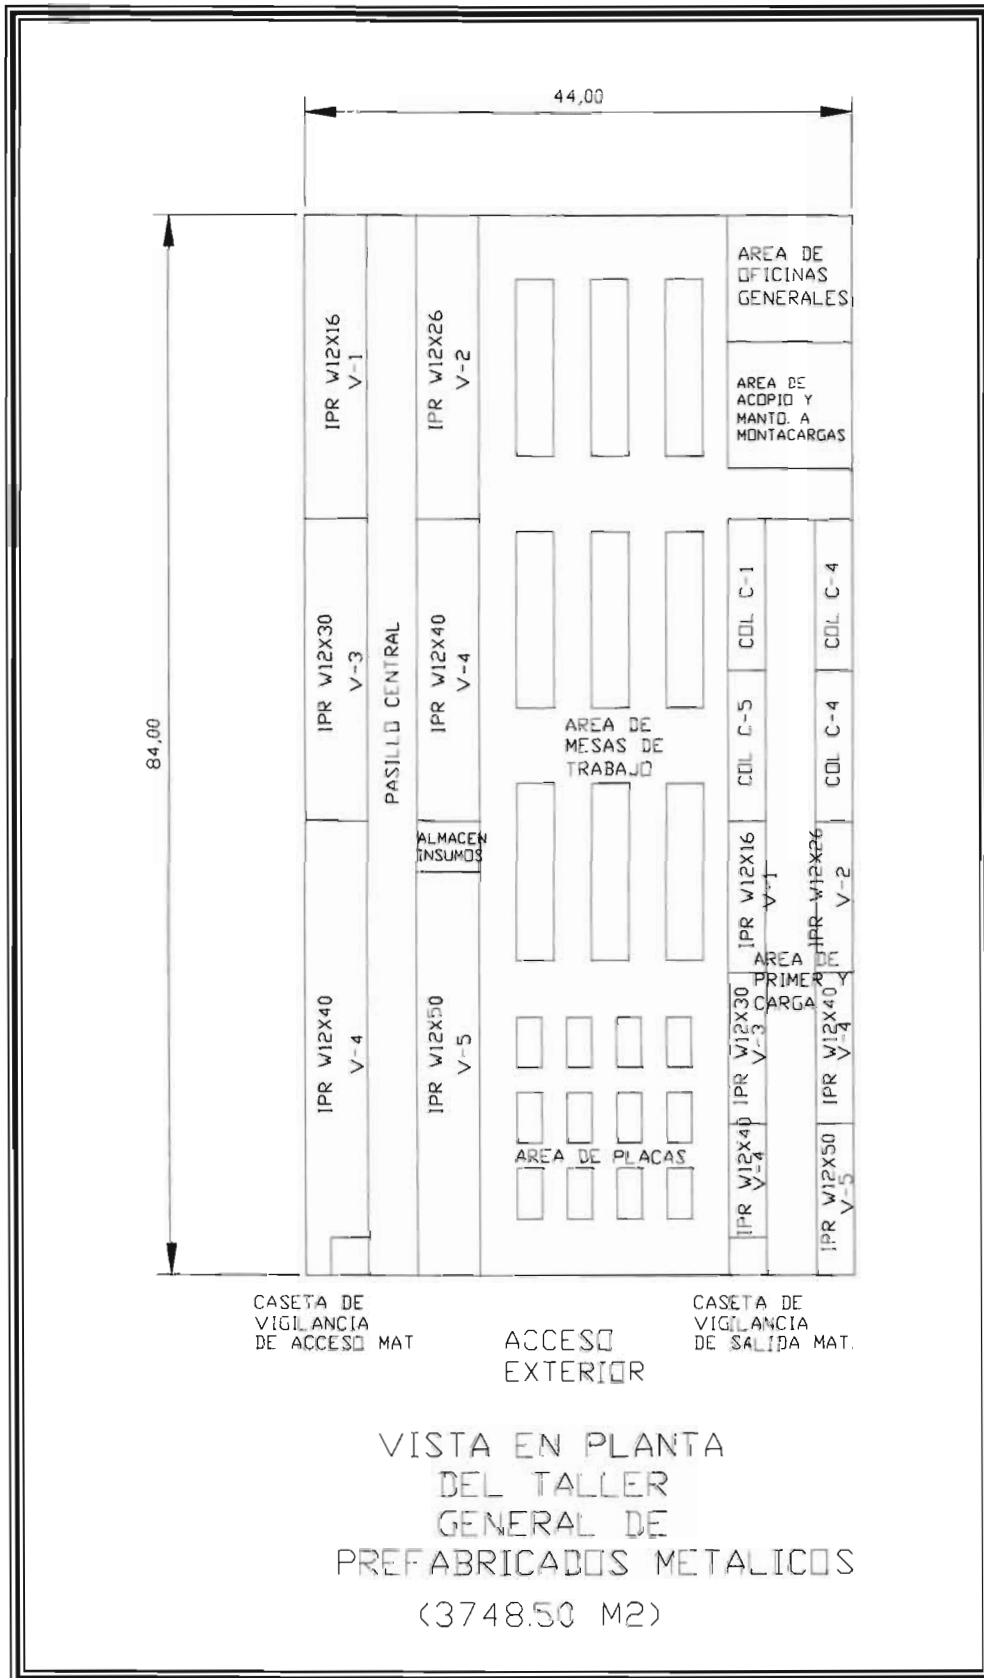 44,00
84,00
IPR W12X16
V-1
IPR W12X26
V-2
AREA DE
OFICINAS
GENERALES
AREA DE
ACOPIO Y
MANTO. A
MONTACARGAS
IPR W12X30
V-3
PASILLO CENTRAL
IPR W12X40
V-4
COL C-1
COL C-4
COL C-5
COL C-4
AREA DE
MESAS DE
TRABAJO
ALMACEN
INSUMOS
IPR W12X16
V-1
IPR W12X26
V-2
AREA DE
PRIMER Y
CARGA
IPR W12X40
V-4
IPR W12X50
V-5
IPR W12X30
V-3
IPR W12X40
V-4
AREA DE PLACAS
IPR W12X40
V-4
IPR W12X50
V-5
CASETA DE
VIGILANCIA
DE ACCESO MAT
ACCESO
EXTERIOR
CASETA DE
VIGILANCIA
DE SALIDA MAT.
VISTA EN PLANTA
DEL TALLER
GENERAL DE
PREFABRICADOS METALICOS
(3748.50 M2)